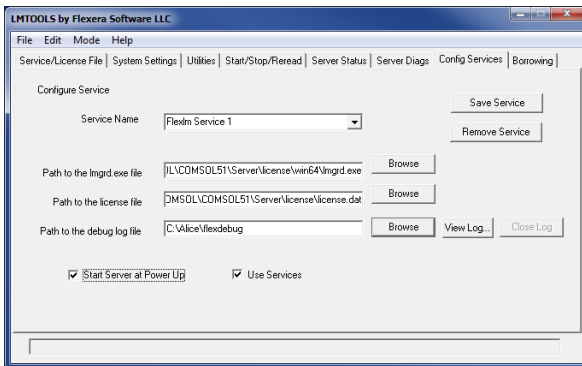 LMTOOLS by Flexera Software LLC
File Edit Mode Help
Service/License File System Settings Utilities Start/Stop/Reread Server Status Server Diags Config Services Borrowing
Configure Service
Save Service
Service Name Flexlm Service 1
Remove Service
Path to the lmgrd.exe file OL\COMSOL51\Server\license\win64\lmgrd.exe Browse
Path to the license file OMSOL\COMSOL51\Server\license\license.dat Browse
Path to the debug log file C:\Alice\flexdebug Browse View Log... Close Log
Start Server at Power Up Use Services